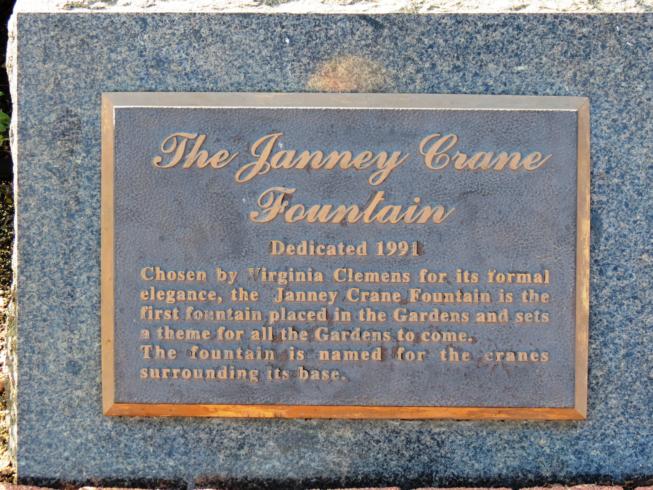 The Janney Crane
Fountain
Dedicated 1991
Chosen by Virginia Clemens for its formal
elegance, the Janney Crane Fountain is the
first fountain placed in the Gardens and sets
a theme for all the Gardens to come.
The fountain is named for the cranes
surrounding its base.